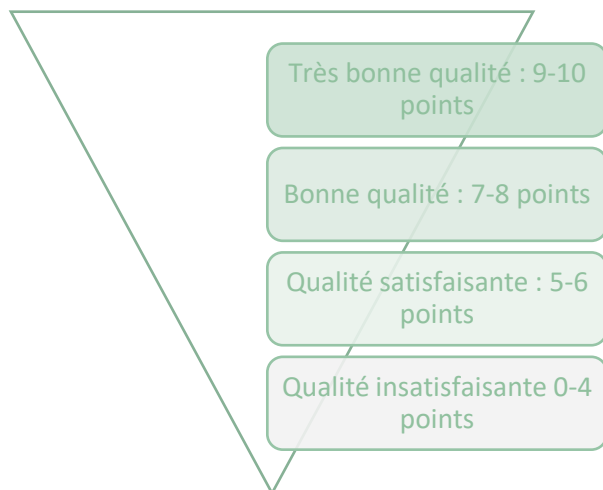 Très bonne qualité : 9-10
points
Bonne qualité : 7-8 points
Qualité satisfaisante : 5-6
points
Qualité insatisfaisante 0-4
points